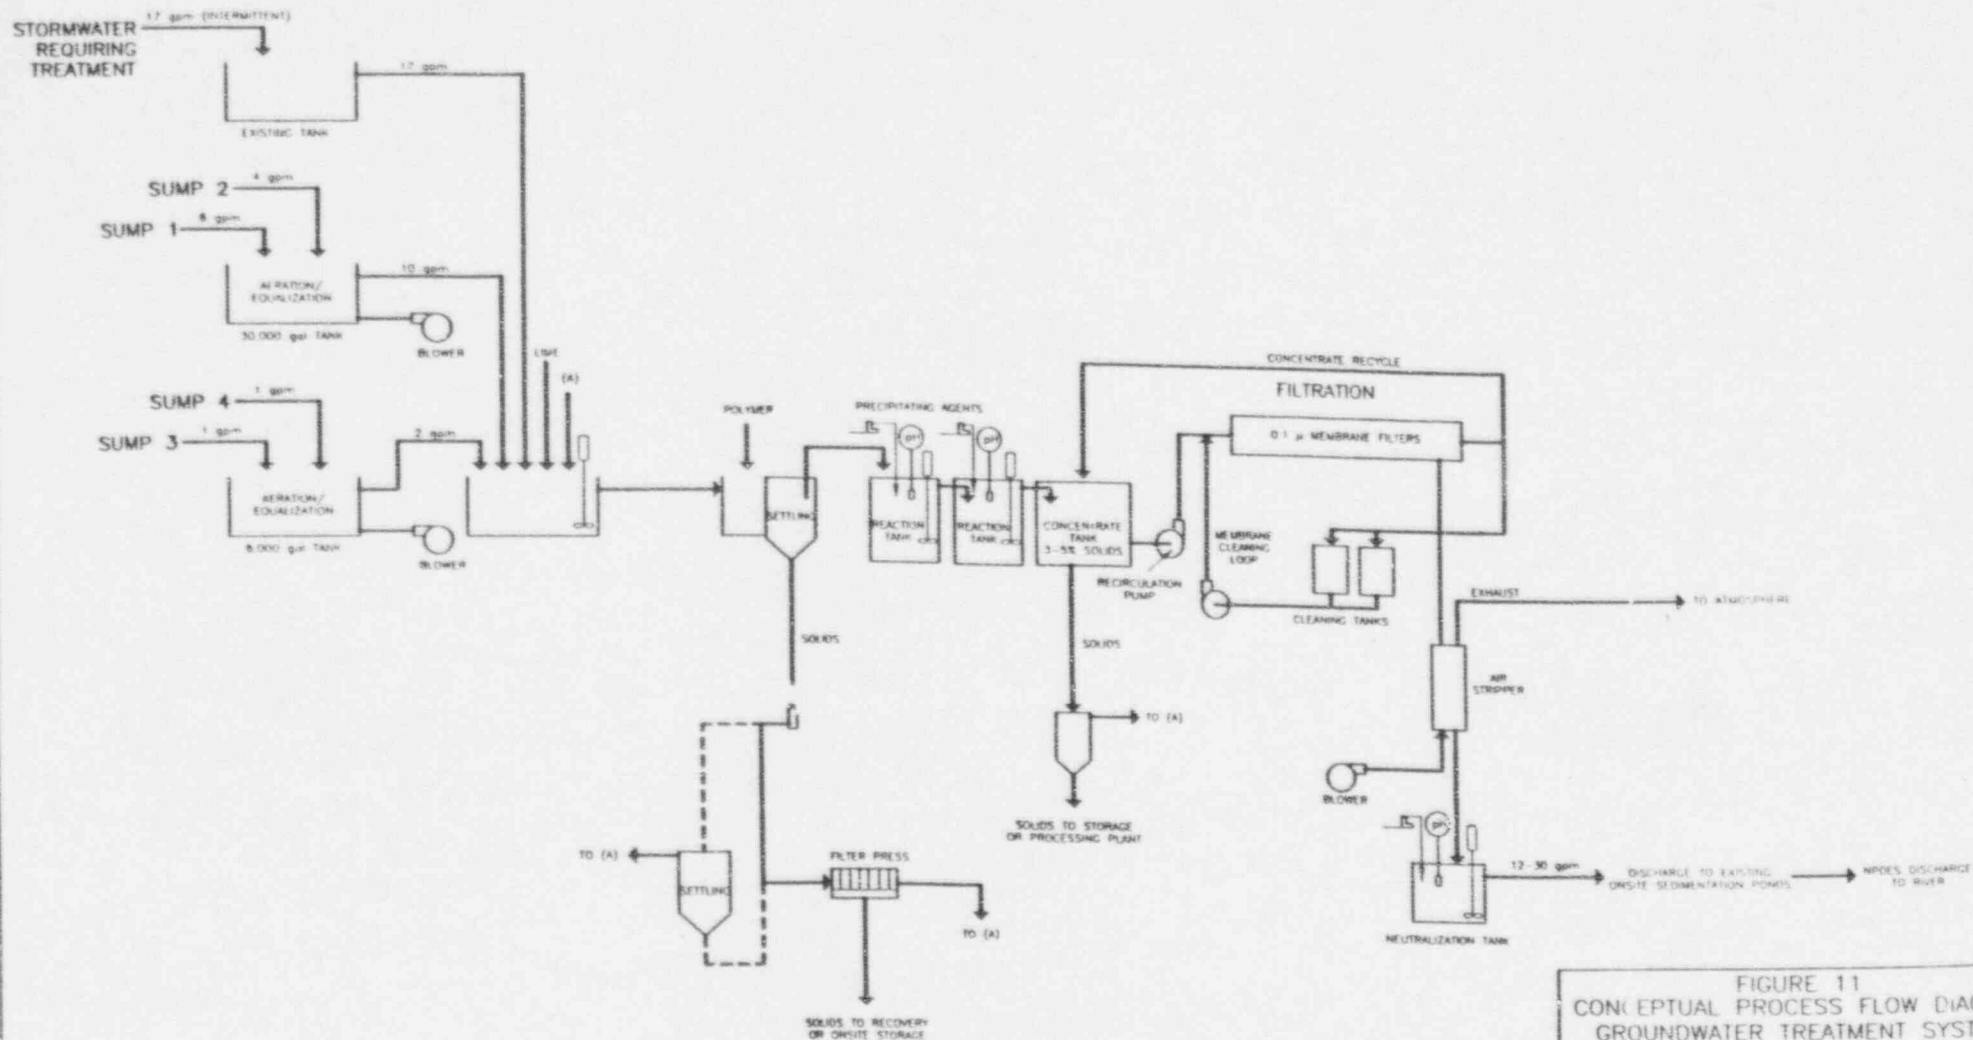 17 gpm (INTERMITTENT)
STORMWATER
REQUIRING
TREATMENT
17 gpm
EXISTING TANK
SUMP 2
4 gpm
SUMP 1
6 gpm
10 gpm
AERATION/
EQUALIZATION
30,000 gal TANK
BLOWER
SUMP 4
1 gpm
SUMP 3
1 gpm
2 gpm
AERATION/
EQUALIZATION
BLOWER
LIME
(A)
POLYMER
SETTLING
PRECIPITATING AGENTS
pH
pH
REACTION
TANK
REACTION
TANK
CONCENTRATE
TANK
3-5% SOLIDS
CONCENTRATE RECYCLE
FILTRATION
0.1 µ MEMBRANE FILTERS
RECIRCULATION
PUMP
MEMBRANE
CLEANING
LOOP
CLEANING TANKS
EXHAUST
TO ATMOSPHERE
AIR
STRIPPER
BLOWER
SOLIDS
SOLIDS
TO (A)
SOLIDS TO STORAGE
OR PROCESSING PLANT
TO (A)
SETTLING
FILTER PRESS
TO (A)
SOLIDS TO RECOVERY
OR ONSITE STORAGE
pH
NEUTRALIZATION TANK
12-30 gpm
DISCHARGE TO EXISTING
ONSITE SEDIMENTATION PONDS
NPDES DISCHARGE
TO RIVER
FIGURE 11
CONCEPTUAL PROCESS FLOW DIA
GROUNDWATER TREATMENT SYST